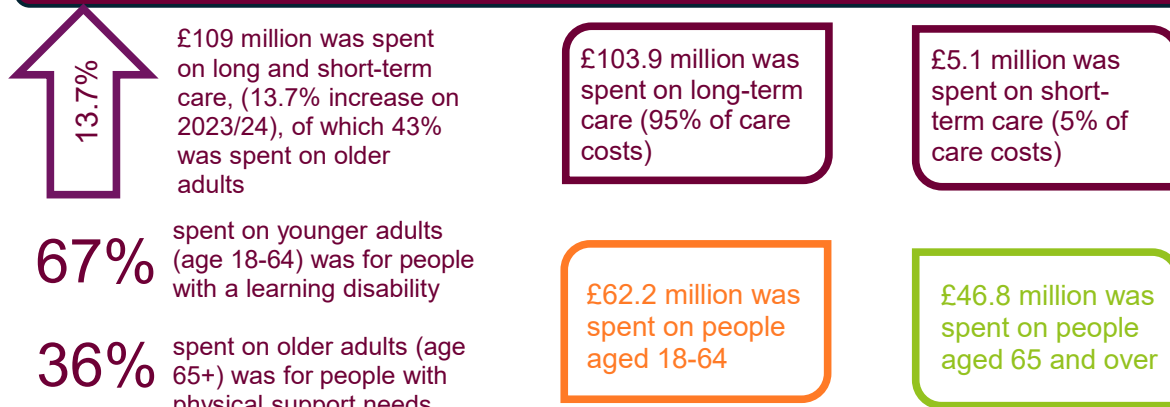 13.7%
£109 million was spent
on long and short-term
care, (13.7% increase on
2023/24), of which 43%
was spent on older
adults
£103.9 million was
spent on long-term
care (95% of care
costs)
£5.1 million was
spent on short-
term care (5% of
care costs)
67%
spent on younger adults
(age 18-64) was for people
with a learning disability
£62.2 million was
spent on people
aged 18-64
£46.8 million was
spent on people
aged 65 and over
36%
spent on older adults (age
65+) was for people with
physical support needs